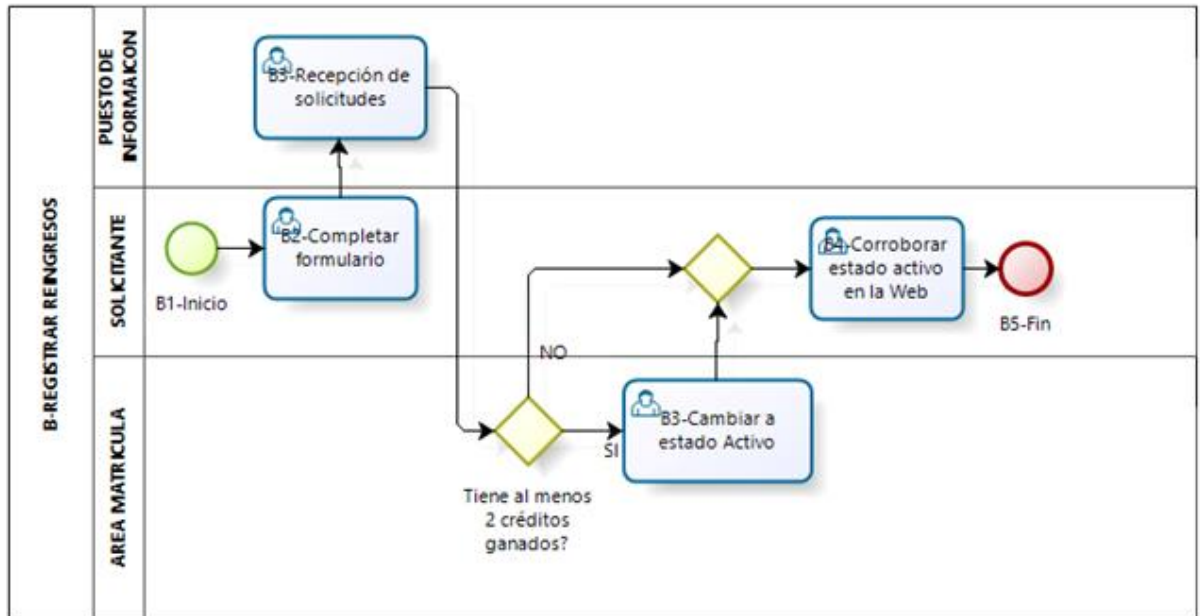 B-REGISTRAR REINGRESOS
PUESTO DE
INFORMAICON
B3-Recepción de
solicitudes
SOLICITANTE
B1-Inicio
B2-Completar
formulario
B4-Corroborar
estado activo
en la Web
B5-Fin
AREA MATRICULA
NO
SI
Tiene al menos
2 créditos
ganados?
B3-Cambiar a
estado Activo